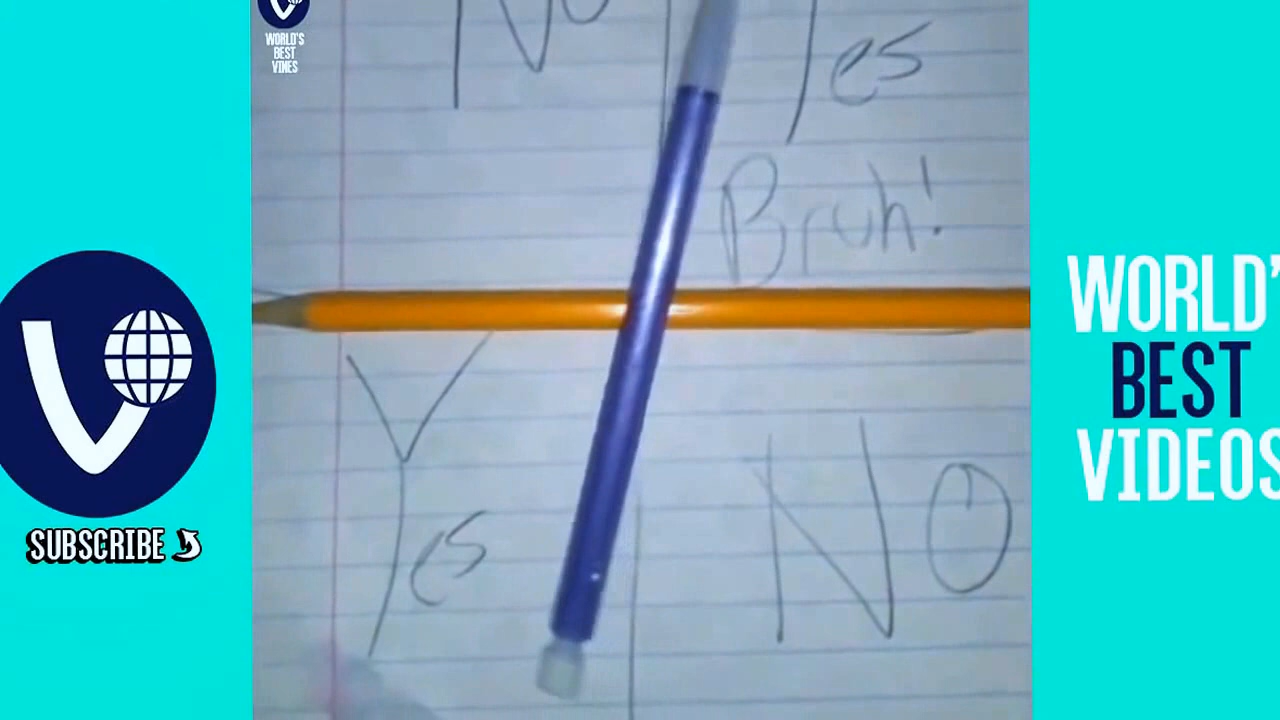 WORLD'S
BEST
VINES
No Yes
Bruh!
Yes NO
SUBSCRIBE
WORLD'
BEST
VIDEOS